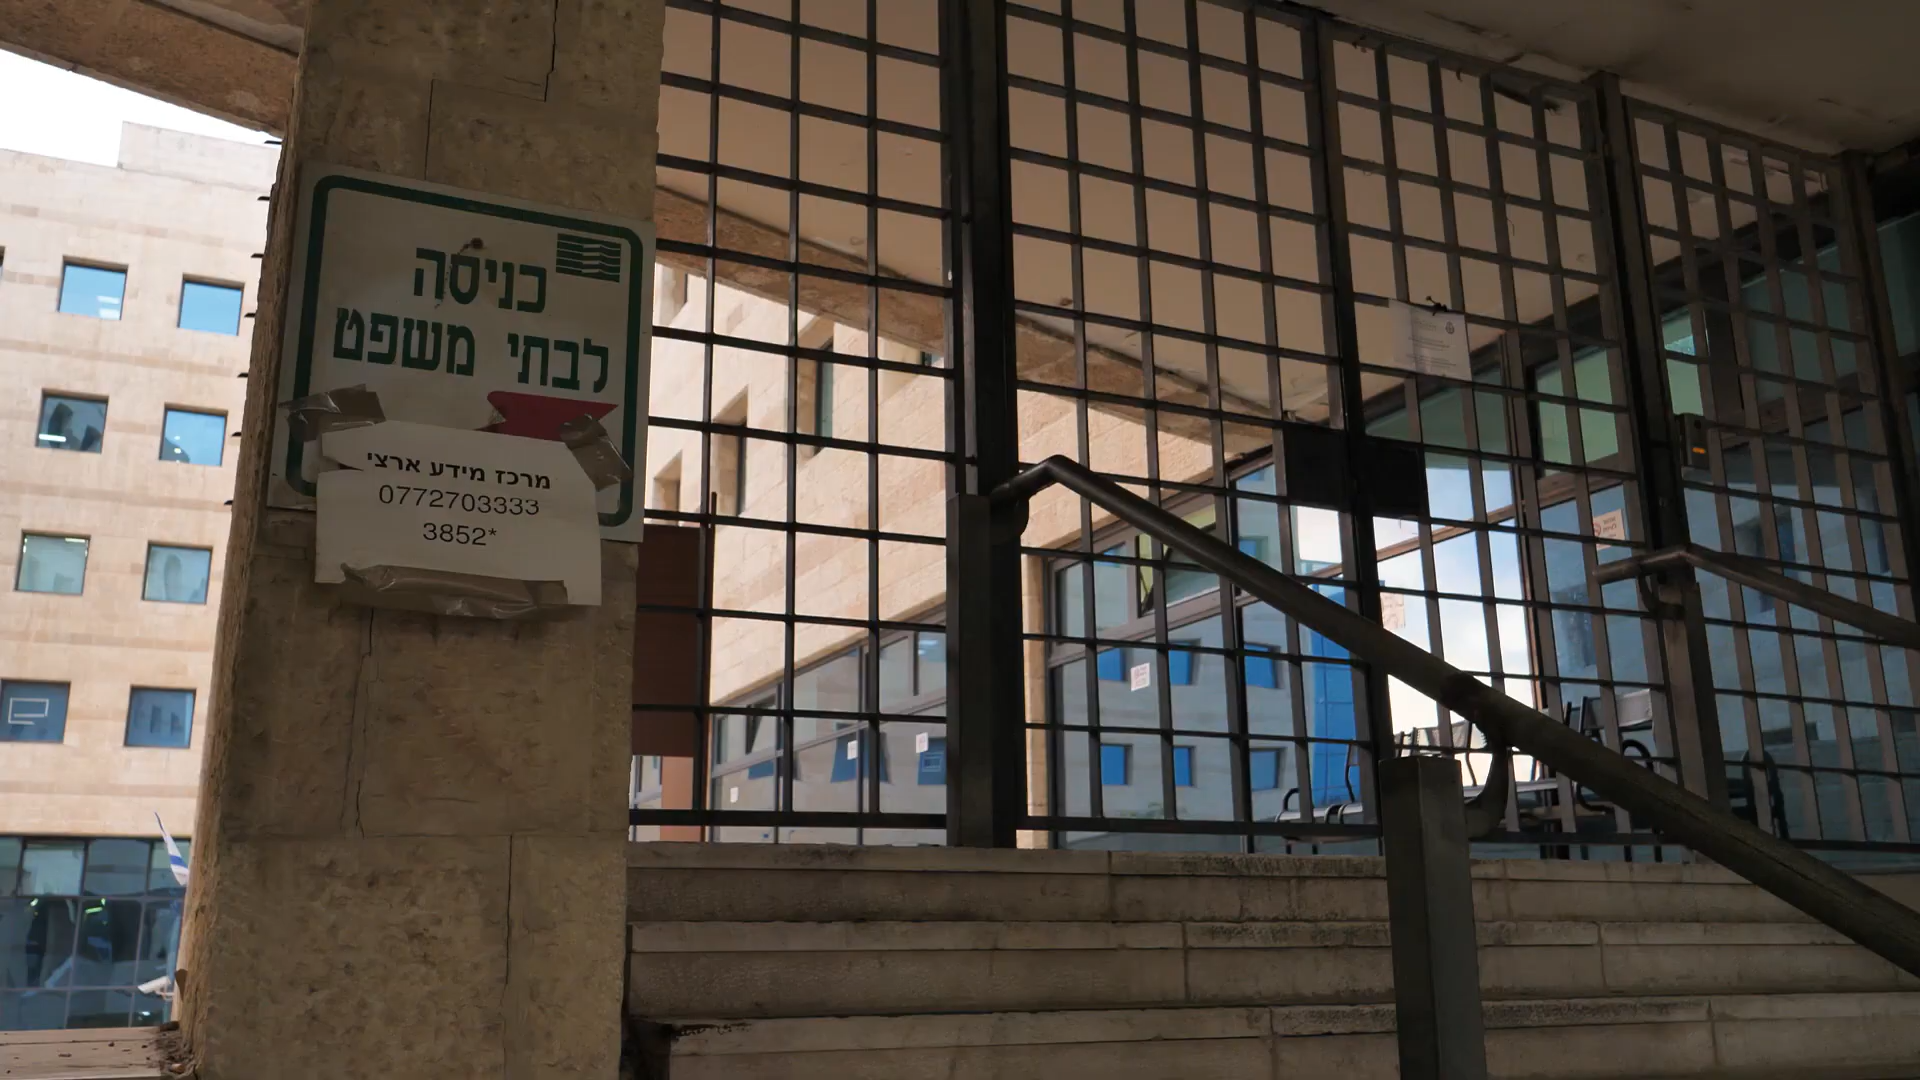 כניסה
לבתי משפט
מרכז מידע ארצי
0772703333
3852*